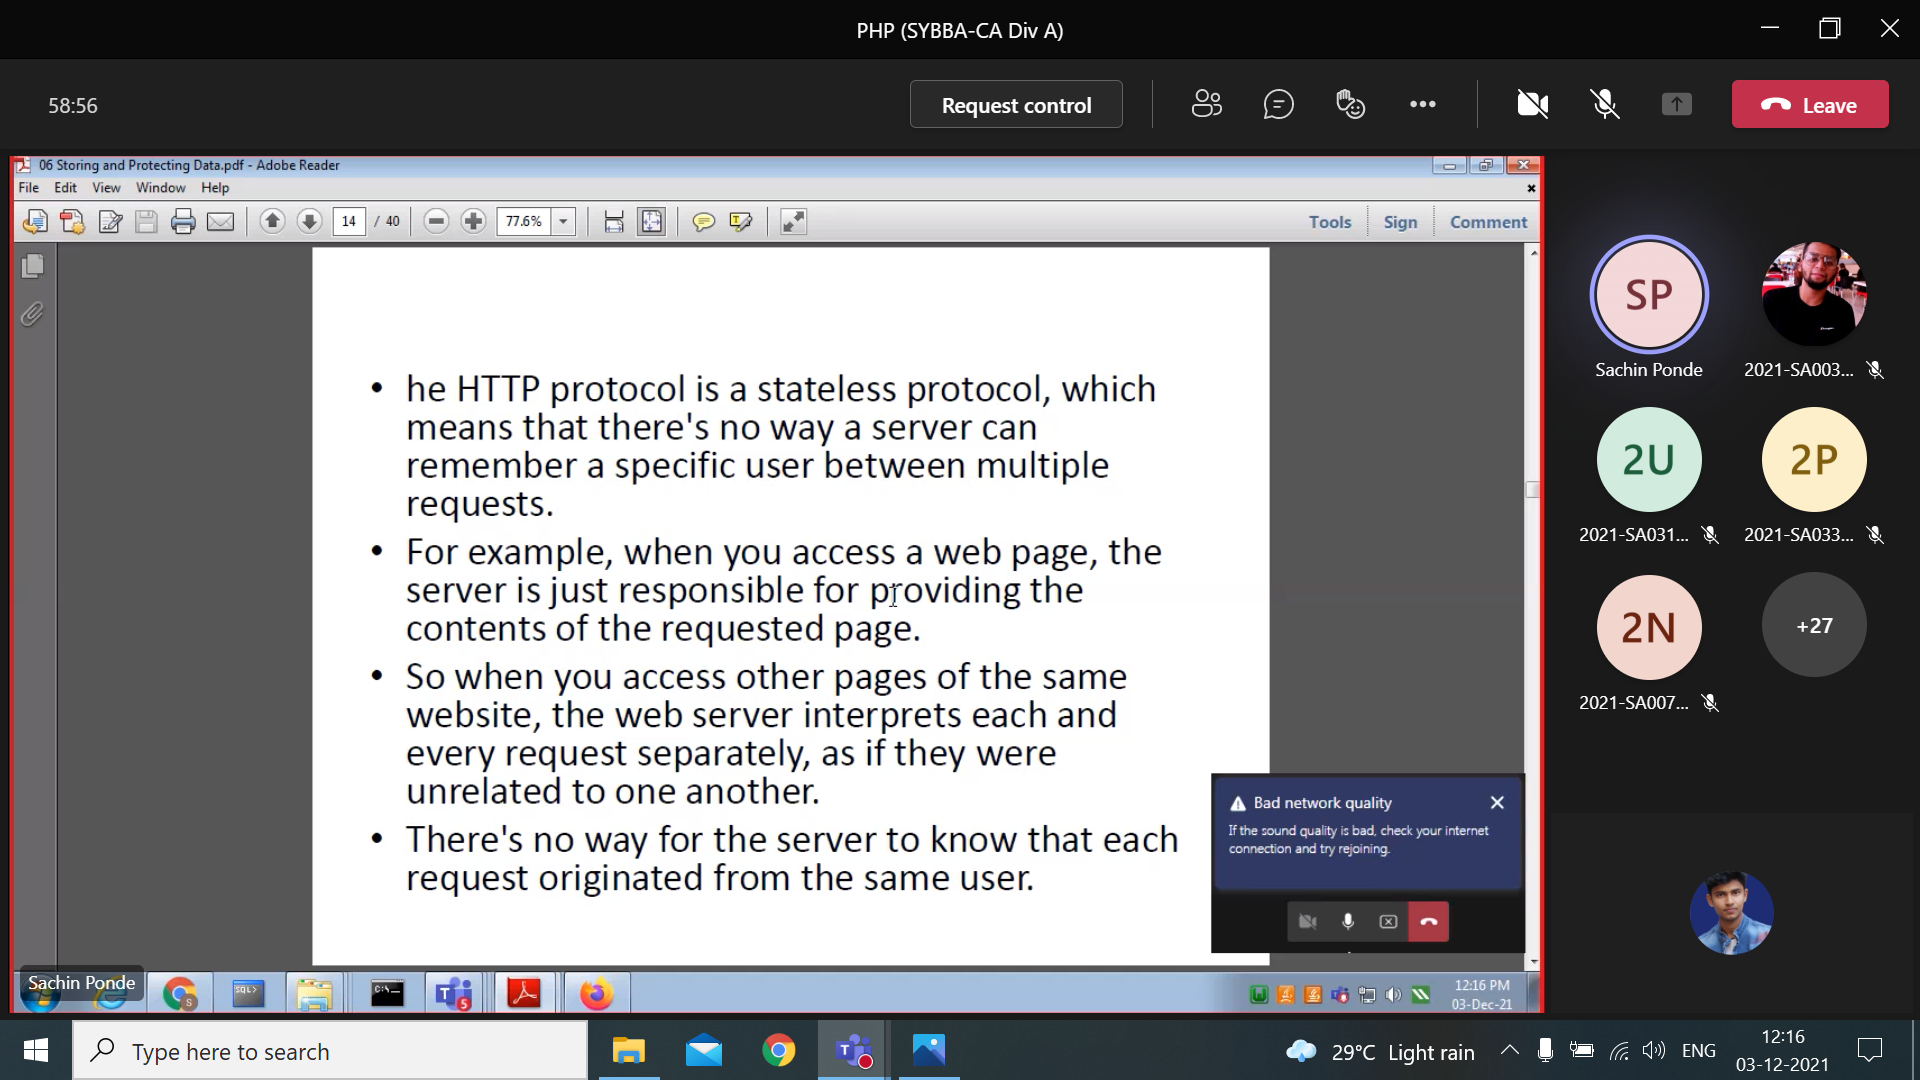 PHP (SYBBA-CA Div A)
58:56
Request control
Leave
06 Storing and Protecting Data.pdf - Adobe Reader
File Edit View Window Help
14 / 40
77.6%
Tools Sign Comment
• he HTTP protocol is a stateless protocol, which
means that there's no way a server can
remember a specific user between multiple
requests.
• For example, when you access a web page, the
server is just responsible for providing the
contents of the requested page.
• So when you access other pages of the same
website, the web server interprets each and
every request separately, as if they were
unrelated to one another.
• There's no way for the server to know that each
request originated from the same user.
Bad network quality
If the sound quality is bad, check your internet
connection and try rejoining.
SP
Sachin Ponde
2021-SA003...
2U
2021-SA031...
2P
2021-SA033...
2N
2021-SA007...
+27
Sachin Ponde
S
SQL>
C:\-
T
5
12:16 PM
03-Dec-21
Type here to search
T
29°C Light rain
ENG
12:16
03-12-2021